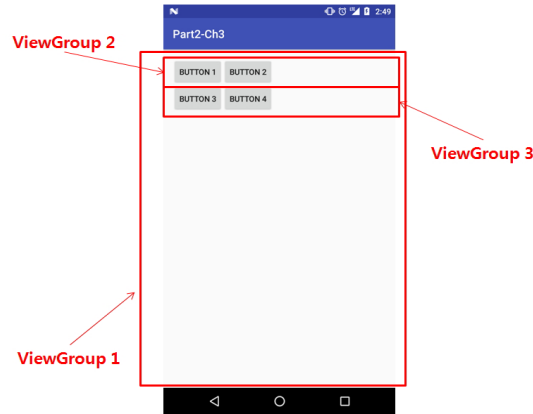 2:49
Part2-Ch3
ViewGroup 2
BUTTON 1 BUTTON 2
BUTTON 3 BUTTON 4
ViewGroup 3
ViewGroup 1